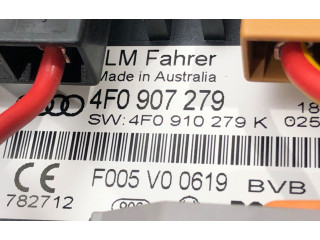 LM Fahrer
Made in Australia
4F0 907 279
18
SW: 4F0 910 279 K
025
CE
F005 V0 0619
BVB
782712